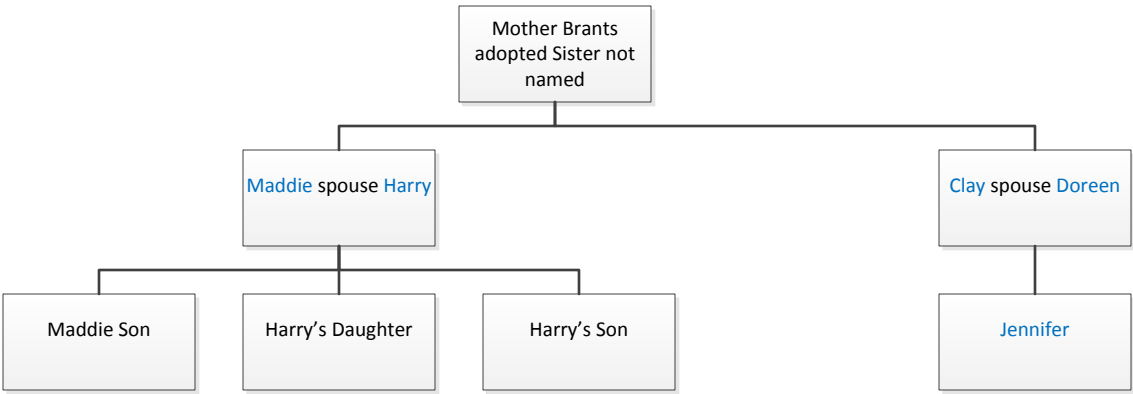 Mother Brants
adopted Sister not
named
Maddie spouse Harry
Clay spouse Doreen
Maddie Son
Harry’s Daughter
Harry’s Son
Jennifer